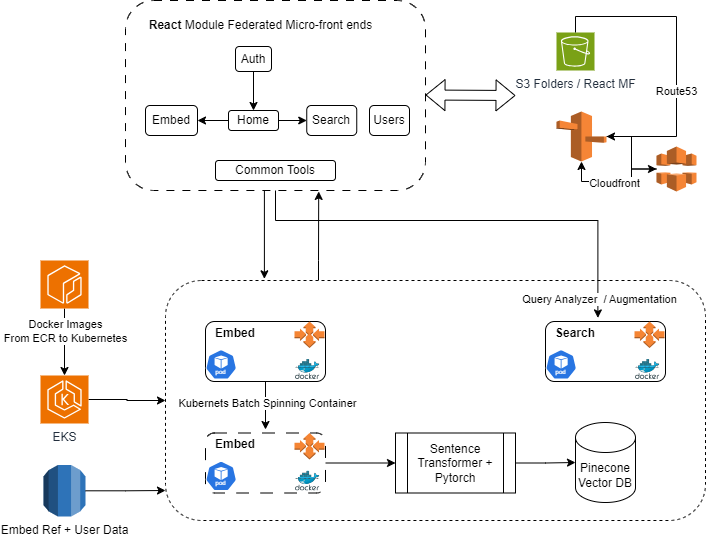 React Module Federated Micro-front ends
Auth
Embed
Home
Search
Users
Common Tools
S3 Folders / React MF
Route53
Cloudfront
Docker Images
From ECR to Kubernetes
EKS
Embed Ref + User Data
Query Analyzer / Augmentation
Embed
pod
docker
Search
pod
docker
Kubernets Batch Spinning Container
Embed
pod
docker
Sentence
Transformer +
Pytorch
Pinecone
Vector DB